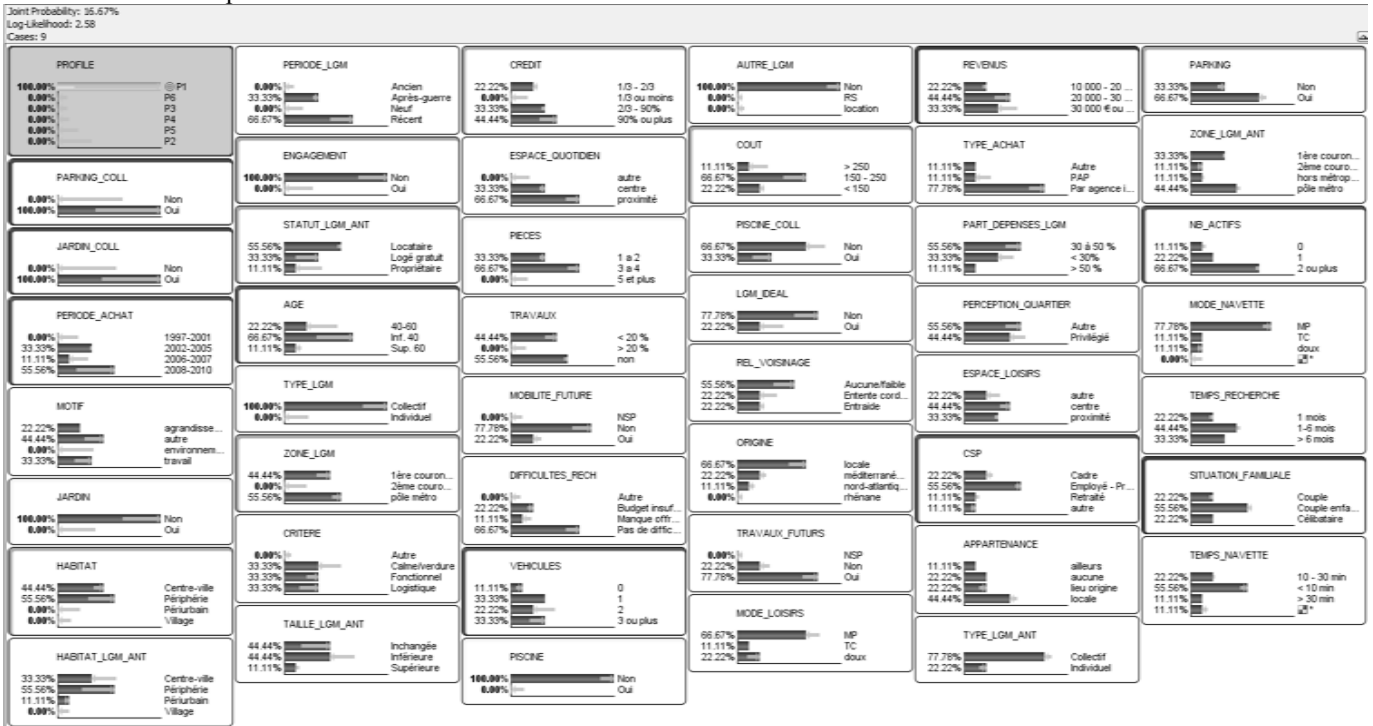 Joint Probability: 16.67%
Log-Likelihood: 2.58
Cases: 9
PROFILE
100.00% P1
0.00% P6
0.00% P3
0.00% P4
0.00% P5
0.00% P2
PARKING_COLL
0.00% Non
100.00% Oui
JARDIN_COLL
0.00% Non
100.00% Oui
PERIODE_ACHAT
0.00% 1997-2001
33.33% 2002-2005
11.11% 2006-2007
55.56% 2008-2010
MOTIF
22.22% agrandisse...
44.44% autre
0.00% environnem...
33.33% travail
JARDIN
100.00% Non
0.00% Oui
HABITAT
44.44% Centre-ville
55.56% Périphérie
0.00% Périurbain
0.00% Village
HABITAT_LGM_ANT
33.33% Centre-ville
55.56% Périphérie
11.11% Périurbain
0.00% Village
PERIODE_LGM
0.00% Ancien
33.33% Après-guerre
0.00% Neuf
66.67% Récent
ENGAGEMENT
100.00% Non
0.00% Oui
STATUT_LGM_ANT
55.56% Locataire
33.33% Logé gratuit
11.11% Propriétaire
AGE
22.22% 40-60
66.67% Inf. 40
11.11% Sup. 60
TYPE_LGM
100.00% Collectif
0.00% Individuel
ZONE_LGM
44.44% 1ère couron...
0.00% 2ème couro...
55.56% pôle métro
CRITERE
0.00% Autre
33.33% Calme/verdure
33.33% Fonctionnel
33.33% Logistique
TAILLE_LGM_ANT
44.44% Inchangée
44.44% Inférieure
11.11% Supérieure
CREDIT
22.22% 1/3 - 2/3
0.00% 1/3 ou moins
33.33% 2/3 - 90%
44.44% 90% ou plus
ESPACE_QUOTIDIEN
0.00% autre
33.33% centre
66.67% proximité
PIECES
33.33% 1 a 2
66.67% 3 a 4
0.00% 5 et plus
TRAVAUX
44.44% < 20 %
0.00% > 20 %
55.56% non
MOBILITE_FUTURE
0.00% NSP
77.78% Non
22.22% Oui
DIFFICULTES_RECH
0.00% Autre
22.22% Budget insuf...
11.11% Manque offr...
66.67% Pas de diffic...
VEHICULES
11.11% 0
33.33% 1
22.22% 2
33.33% 3 ou plus
PISCINE
100.00% Non
0.00% Oui
AUTRE_LGM
100.00% Non
0.00% RS
0.00% location
COUT
11.11% > 250
66.67% 150 - 250
22.22% < 150
PISCINE_COLL
66.67% Non
33.33% Oui
LGM_IDEAL
77.78% Non
22.22% Oui
REL_VOISINAGE
55.56% Aucune/faible
22.22% Entente cord...
22.22% Entraide
ORIGINE
66.67% locale
22.22% méditerrané...
11.11% nord-atlantiq...
0.00% rhénane
TRAVAUX_FUTURS
0.00% NSP
22.22% Non
77.78% Oui
MODE_LOISIRS
66.67% MP
11.11% TC
22.22% doux
REVENUS
22.22% 10 000 - 20 ...
44.44% 20 000 - 30 ...
33.33% 30 000 € ou ...
TYPE_ACHAT
11.11% Autre
11.11% PAP
77.78% Par agence i...
PART_DEPENSES_LGM
55.56% 30 à 50 %
33.33% < 30%
11.11% > 50 %
PERCEPTION_QUARTIER
55.56% Autre
44.44% Privilégié
ESPACE_LOISIRS
22.22% autre
44.44% centre
33.33% proximité
CSP
22.22% Cadre
55.56% Employé - Pr...
11.11% Retraité
11.11% autre
APPARTENANCE
11.11% ailleurs
22.22% aucune
22.22% lieu origine
44.44% locale
TYPE_LGM_ANT
77.78% Collectif
22.22% Individuel
PARKING
33.33% Non
66.67% Oui
ZONE_LGM_ANT
33.33% 1ère couron...
11.11% 2ème couro...
11.11% hors métrop...
44.44% pôle métro
NB_ACTIFS
11.11% 0
22.22% 1
66.67% 2 ou plus
MODE_NAVETTE
77.78% MP
11.11% TC
11.11% doux
0.00% *
TEMPS_RECHERCHE
22.22% 1 mois
44.44% 1-6 mois
33.33% > 6 mois
SITUATION_FAMILIALE
22.22% Couple
55.56% Couple enfa...
22.22% Célibataire
TEMPS_NAVETTE
22.22% 10 - 30 min
55.56% < 10 min
11.11% > 30 min
11.11% *